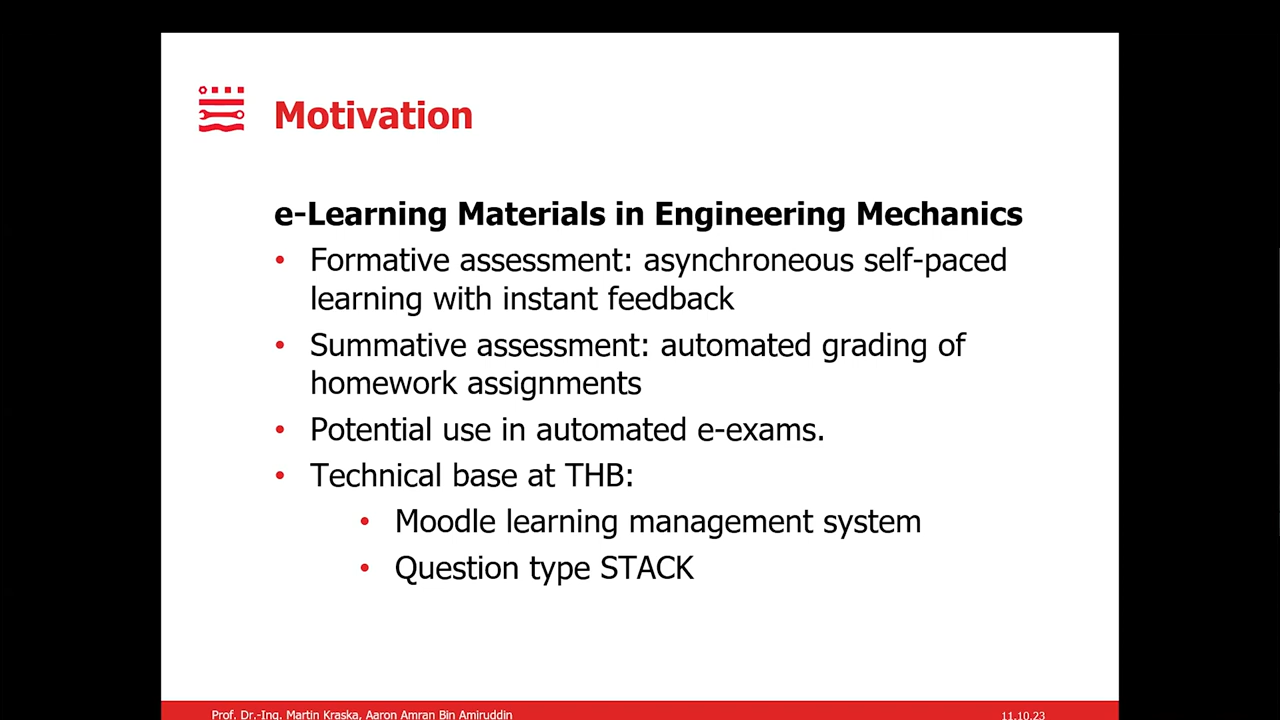 Motivation
e-Learning Materials in Engineering Mechanics
• Formative assessment: asynchroneous self-paced
learning with instant feedback
• Summative assessment: automated grading of
homework assignments
• Potential use in automated e-exams.
• Technical base at THB:
• Moodle learning management system
• Question type STACK
Prof. Dr.-Ing. Martin Kraska, Aaron Amran Bin Amiruddin
11.10.23